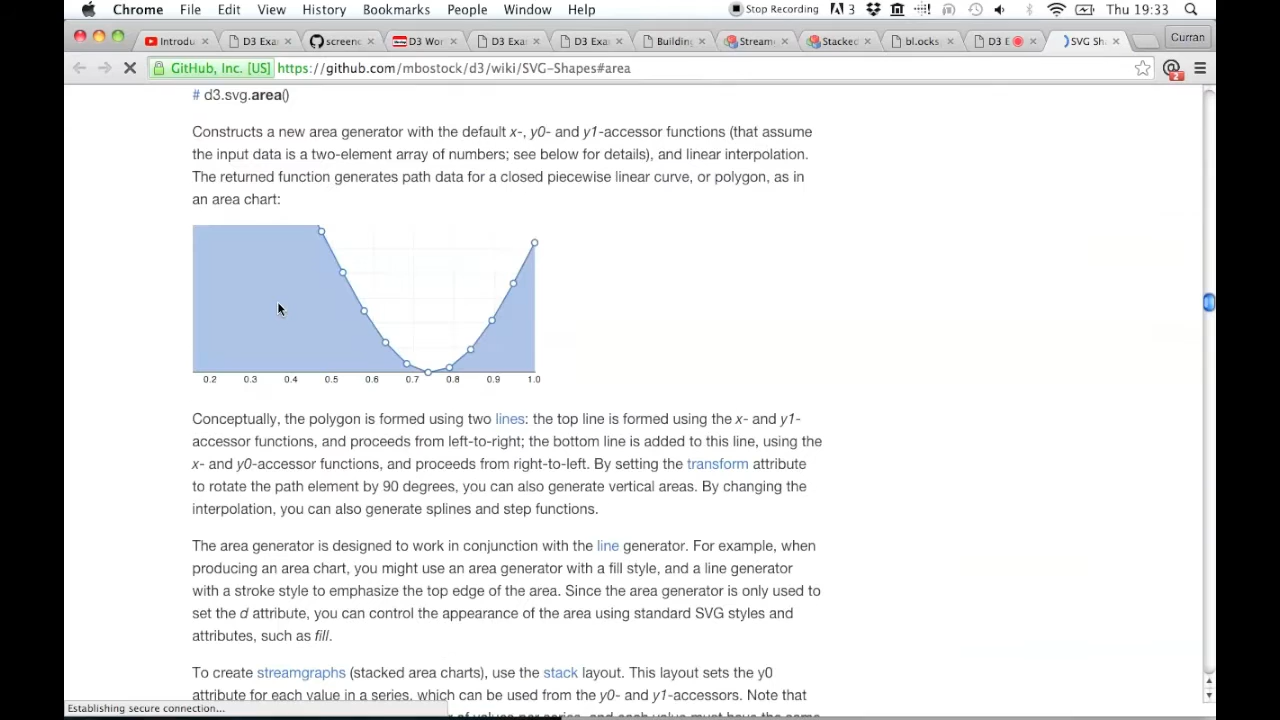 Chrome File Edit View History Bookmarks People Window Help Stop Recording 3 Thu 19:33
Introdu D3 Exa screenc D3 Wor D3 Exa D3 Exa Building Stream Stacked bl.ocks D3 E SVG Sh Curran
GitHub, Inc. [US] https://github.com/mbostock/d3/wiki/SVG-Shapes#area 2
# d3.svg.area()
Constructs a new area generator with the default x-, y0- and y1-accessor functions (that assume
the input data is a two-element array of numbers; see below for details), and linear interpolation.
The returned function generates path data for a closed piecewise linear curve, or polygon, as in
an area chart:
0.2 0.3 0.4 0.5 0.6 0.7 0.8 0.9 1.0
Conceptually, the polygon is formed using two lines: the top line is formed using the x- and y1-
accessor functions, and proceeds from left-to-right; the bottom line is added to this line, using the
x- and y0-accessor functions, and proceeds from right-to-left. By setting the transform attribute
to rotate the path element by 90 degrees, you can also generate vertical areas. By changing the
interpolation, you can also generate splines and step functions.
The area generator is designed to work in conjunction with the line generator. For example, when
producing an area chart, you might use an area generator with a fill style, and a line generator
with a stroke style to emphasize the top edge of the area. Since the area generator is only used to
set the d attribute, you can control the appearance of the area using standard SVG styles and
attributes, such as fill.
To create streamgraphs (stacked area charts), use the stack layout. This layout sets the y0
attribute for each value in a series, which can be used from the y0- and y1-accessors. Note that
Establishing secure connection...